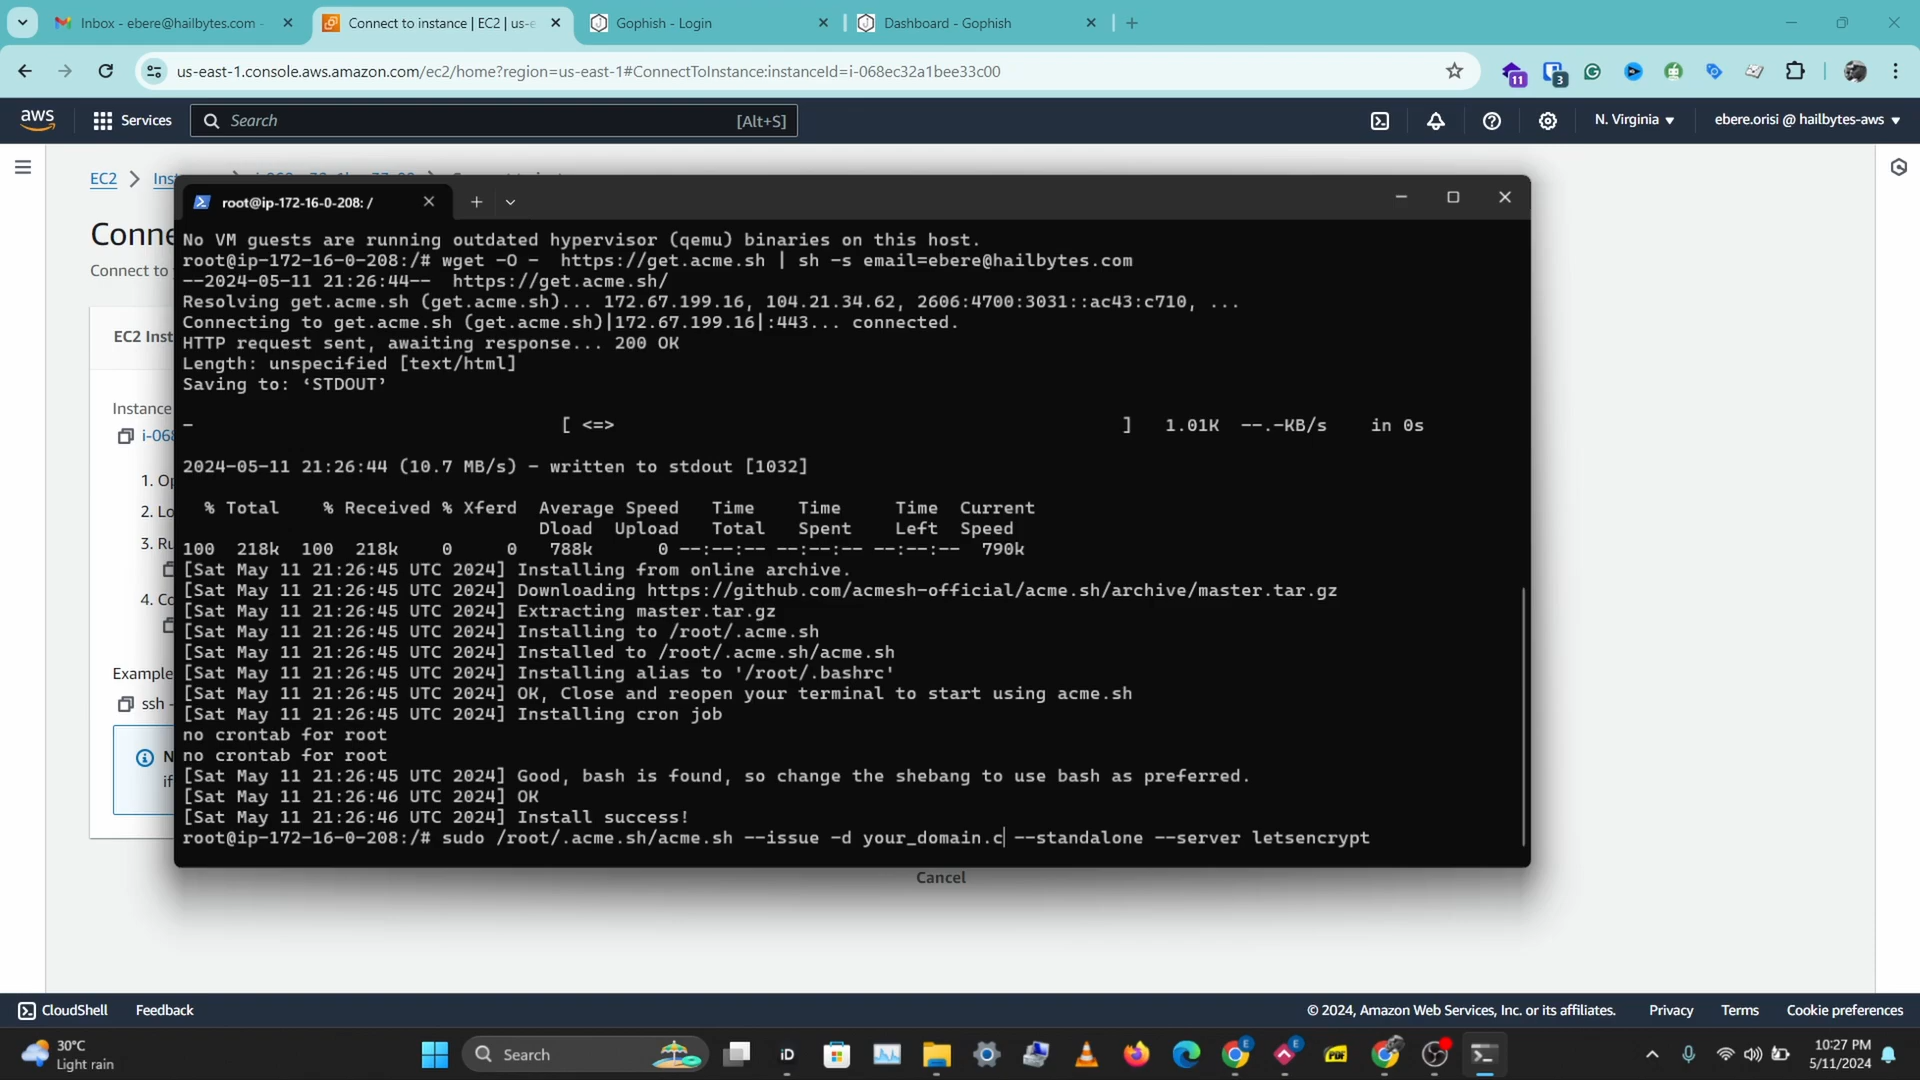 Inbox - ebere@hailbytes.com -
Connect to instance | EC2 | us-e
Gophish - Login
Dashboard - Gophish
us-east-1.console.aws.amazon.com/ec2/home?region=us-east-1#ConnectToInstance:instanceId=i-068ec32a1bee33c00
11
3
aws
Services
Search
[Alt+S]
N. Virginia
ebere.orisi @ hailbytes-aws
EC2
Inst
Conne
Connect to
EC2 Inst
Instance
i-068
1. Op
2. Lo
3. Ru
4. Co
Example
ssh -
N
if
root@ip-172-16-0-208: /
No VM guests are running outdated hypervisor (qemu) binaries on this host.
root@ip-172-16-0-208:/# wget -O -  https://get.acme.sh | sh -s email=ebere@hailbytes.com
--2024-05-11 21:26:44--  https://get.acme.sh/
Resolving get.acme.sh (get.acme.sh)... 172.67.199.16, 104.21.34.62, 2606:4700:3031::ac43:c710, ...
Connecting to get.acme.sh (get.acme.sh)|172.67.199.16|:443... connected.
HTTP request sent, awaiting response... 200 OK
Length: unspecified [text/html]
Saving to: ‘STDOUT’
-                                  [ <=>                                               ]   1.01K  --.-KB/s    in 0s
2024-05-11 21:26:44 (10.7 MB/s) - written to stdout [1032]
% Total    % Received % Xferd  Average Speed   Time    Time     Time  Current
Dload  Upload   Total   Spent    Left  Speed
100  218k  100  218k    0     0   788k      0 --:--:-- --:--:-- --:--:--  790k
[Sat May 11 21:26:45 UTC 2024] Installing from online archive.
[Sat May 11 21:26:45 UTC 2024] Downloading https://github.com/acmesh-official/acme.sh/archive/master.tar.gz
[Sat May 11 21:26:45 UTC 2024] Extracting master.tar.gz
[Sat May 11 21:26:45 UTC 2024] Installing to /root/.acme.sh
[Sat May 11 21:26:45 UTC 2024] Installed to /root/.acme.sh/acme.sh
[Sat May 11 21:26:45 UTC 2024] Installing alias to '/root/.bashrc'
[Sat May 11 21:26:45 UTC 2024] OK, Close and reopen your terminal to start using acme.sh
[Sat May 11 21:26:45 UTC 2024] Installing cron job
no crontab for root
no crontab for root
[Sat May 11 21:26:45 UTC 2024] Good, bash is found, so change the shebang to use bash as preferred.
[Sat May 11 21:26:46 UTC 2024] OK
[Sat May 11 21:26:46 UTC 2024] Install success!
root@ip-172-16-0-208:/# sudo /root/.acme.sh/acme.sh --issue -d your_domain.c --standalone --server letsencrypt
Cancel
CloudShell
Feedback
© 2024, Amazon Web Services, Inc. or its affiliates.
Privacy
Terms
Cookie preferences
30°C
Light rain
Search
10:27 PM
5/11/2024